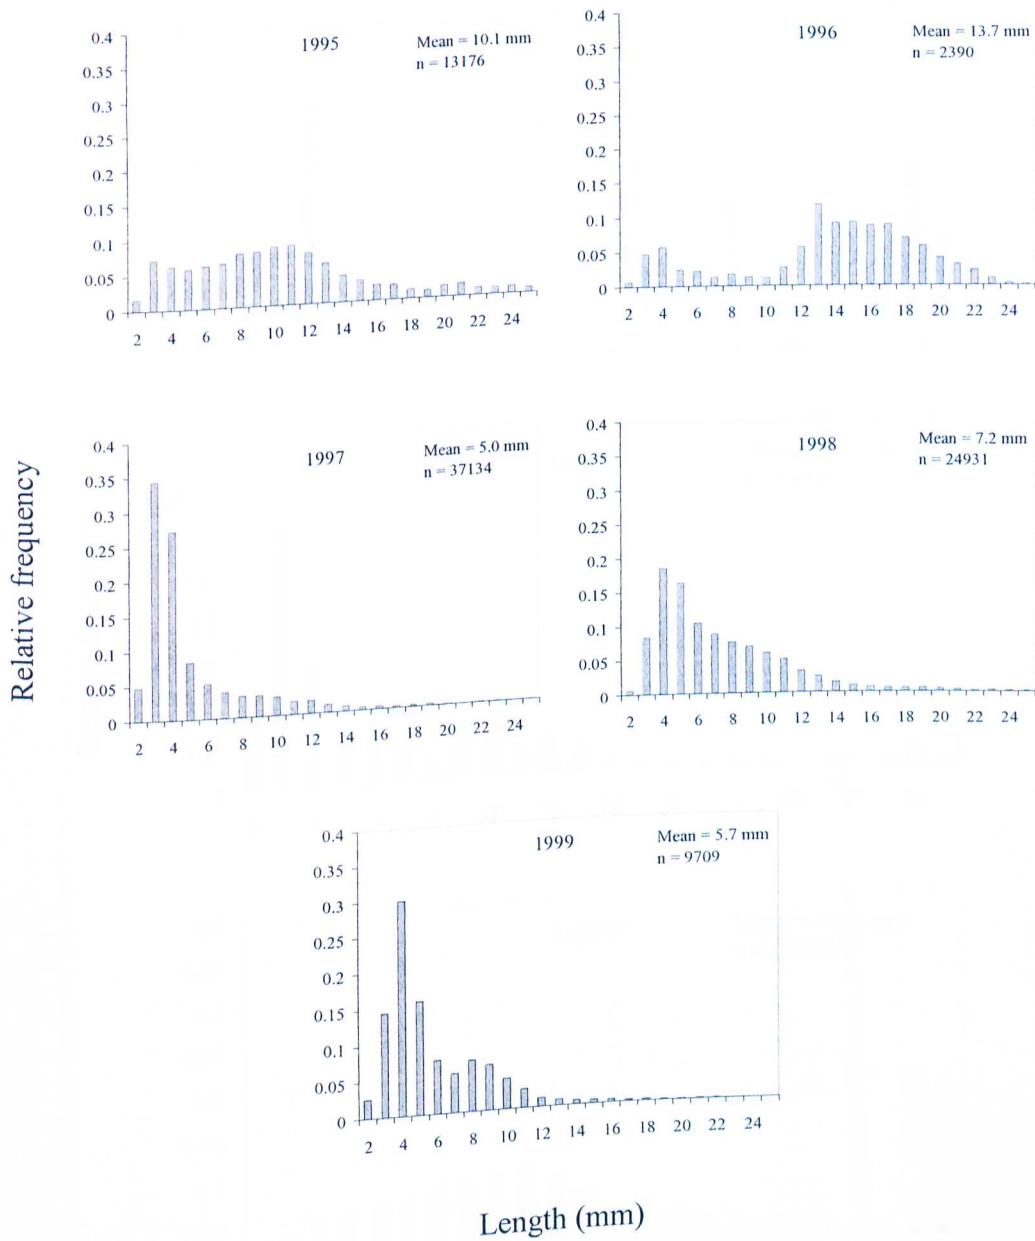 1995
Mean = 10.1 mm
n = 13176
0.4
0.35
0.3
0.25
0.2
0.15
0.1
0.05
0
2 4 6 8 10 12 14 16 18 20 22 24
1996
Mean = 13.7 mm
n = 2390
0.4
0.35
0.3
0.25
0.2
0.15
0.1
0.05
0
2 4 6 8 10 12 14 16 18 20 22 24
Relative frequency
1997
Mean = 5.0 mm
n = 37134
0.4
0.35
0.3
0.25
0.2
0.15
0.1
0.05
0
2 4 6 8 10 12 14 16 18 20 22 24
1998
Mean = 7.2 mm
n = 24931
0.4
0.35
0.3
0.25
0.2
0.15
0.1
0.05
0
2 4 6 8 10 12 14 16 18 20 22 24
1999
Mean = 5.7 mm
n = 9709
0.4
0.35
0.3
0.25
0.2
0.15
0.1
0.05
0
2 4 6 8 10 12 14 16 18 20 22 24
Length (mm)